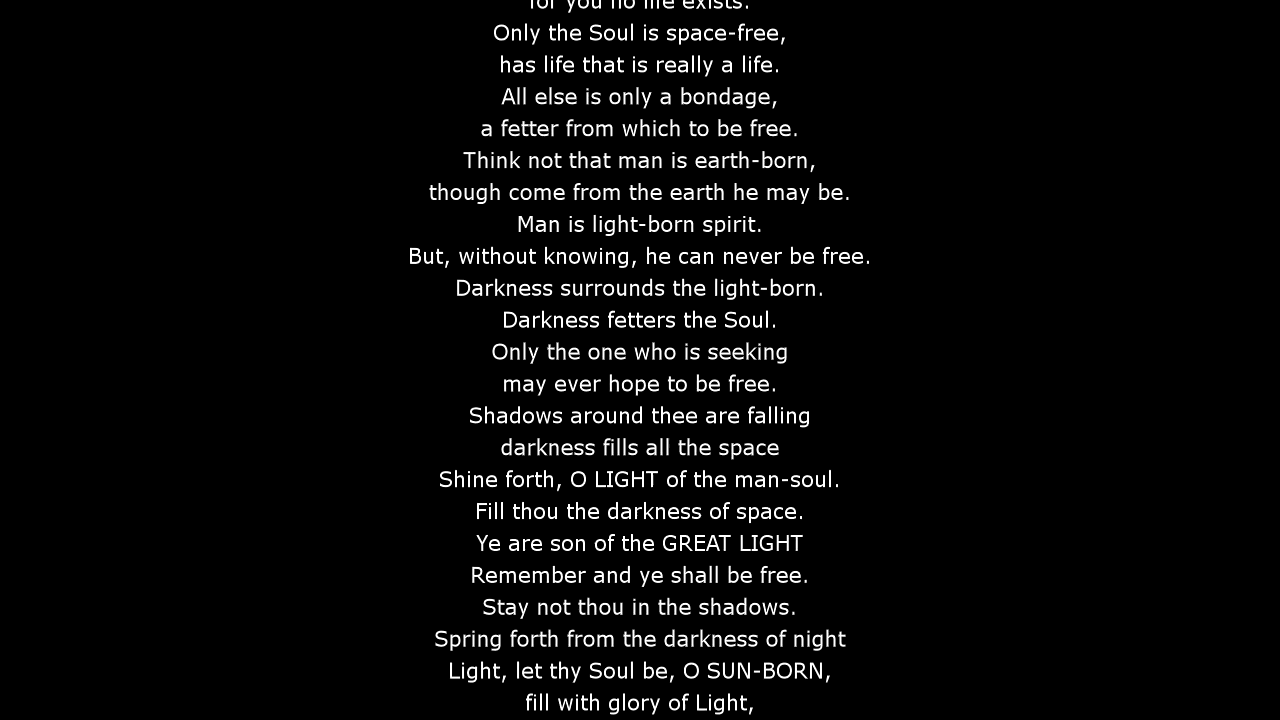 for you no life exists.
Only the Soul is space-free,
has life that is really a life.
All else is only a bondage,
a fetter from which to be free.
Think not that man is earth-born,
though come from the earth he may be.
Man is light-born spirit.
But, without knowing, he can never be free.
Darkness surrounds the light-born.
Darkness fetters the Soul.
Only the one who is seeking
may ever hope to be free.
Shadows around thee are falling
darkness fills all the space
Shine forth, O LIGHT of the man-soul.
Fill thou the darkness of space.
Ye are son of the GREAT LIGHT
Remember and ye shall be free.
Stay not thou in the shadows.
Spring forth from the darkness of night
Light, let thy Soul be, O SUN-BORN,
fill with glory of Light,